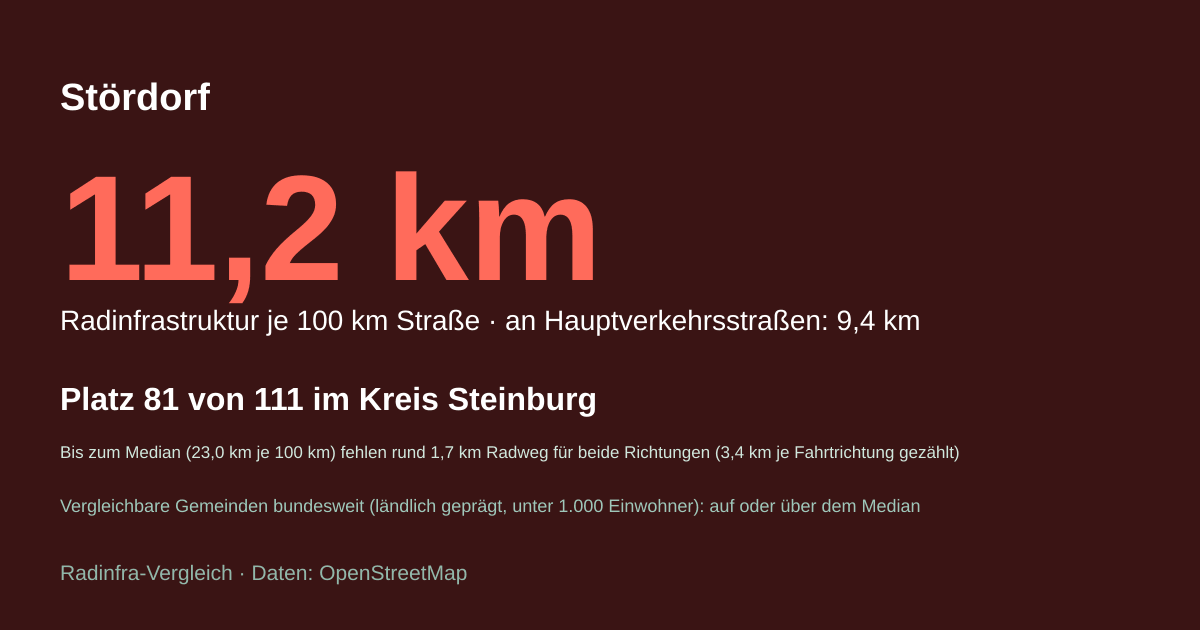 Stördorf
11,2 km
Radinfrastruktur je 100 km Straße · an Hauptverkehrsstraßen: 9,4 km
Platz 81 von 111 im Kreis Steinburg
Bis zum Median (23,0 km je 100 km) fehlen rund 1,7 km Radweg für beide Richtungen (3,4 km je Fahrtrichtung gezählt)
Vergleichbare Gemeinden bundesweit (ländlich geprägt, unter 1.000 Einwohner): auf oder über dem Median
Radinfra-Vergleich · Daten: OpenStreetMap